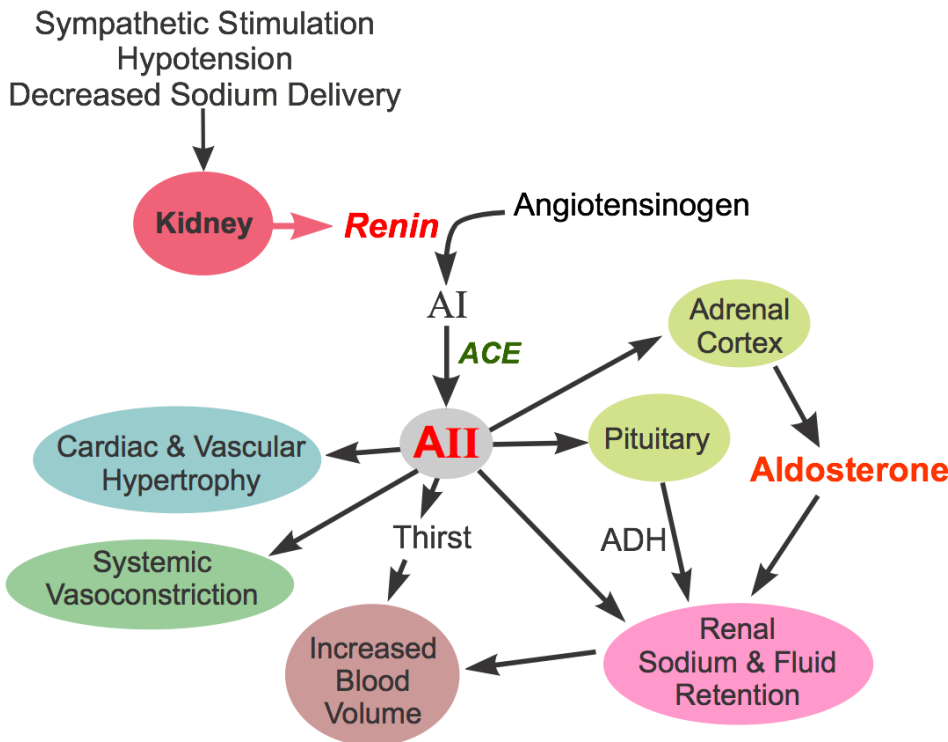 Sympathetic Stimulation
Hypotension
Decreased Sodium Delivery
Kidney
Renin
Angiotensinogen
AI
ACE
Adrenal
Cortex
AII
Pituitary
Cardiac & Vascular
Hypertrophy
Aldosterone
Thirst
ADH
Systemic
Vasoconstriction
Increased
Blood
Volume
Renal
Sodium & Fluid
Retention